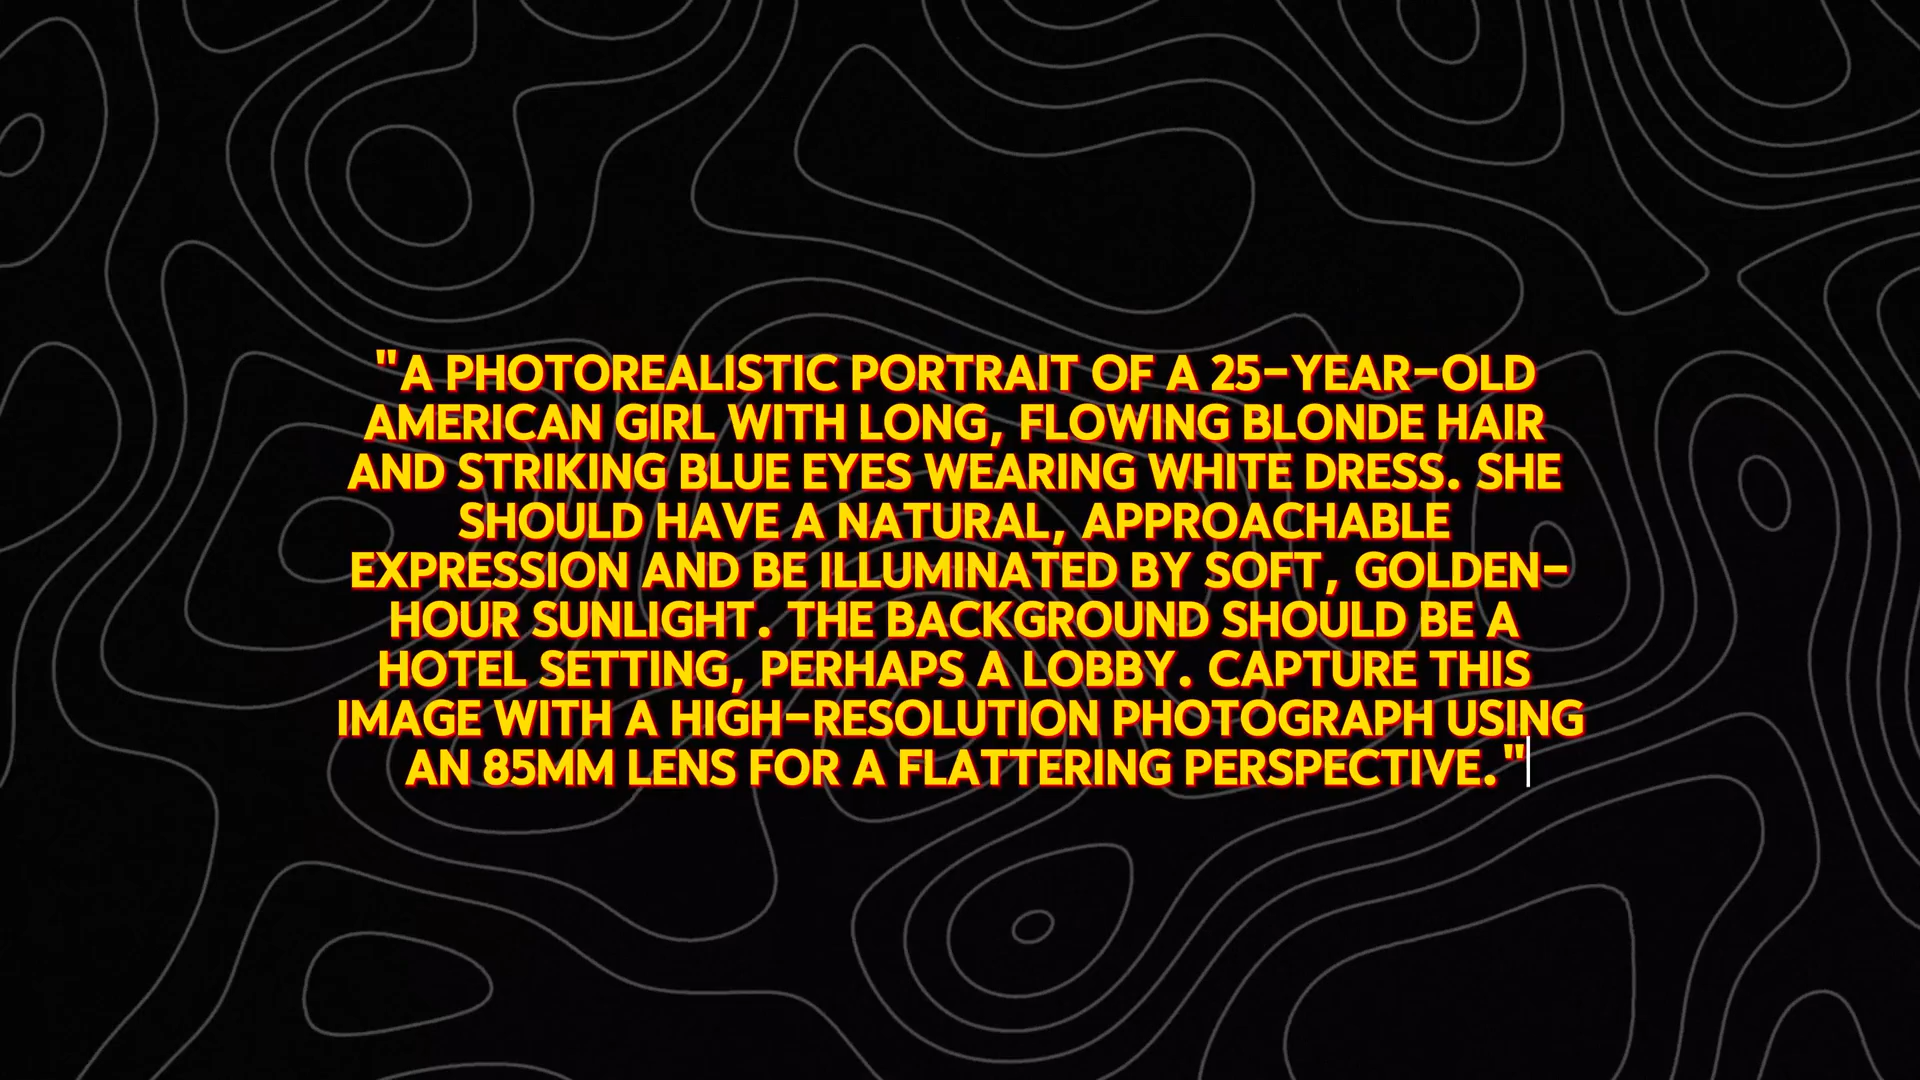 "A PHOTOREALISTIC PORTRAIT OF A 25-YEAR-OLD
AMERICAN GIRL WITH LONG, FLOWING BLONDE HAIR
AND STRIKING BLUE EYES WEARING WHITE DRESS. SHE
SHOULD HAVE A NATURAL, APPROACHABLE
EXPRESSION AND BE ILLUMINATED BY SOFT, GOLDEN-
HOUR SUNLIGHT. THE BACKGROUND SHOULD BE A
HOTEL SETTING, PERHAPS A LOBBY. CAPTURE THIS
IMAGE WITH A HIGH-RESOLUTION PHOTOGRAPH USING
AN 85MM LENS FOR A FLATTERING PERSPECTIVE."